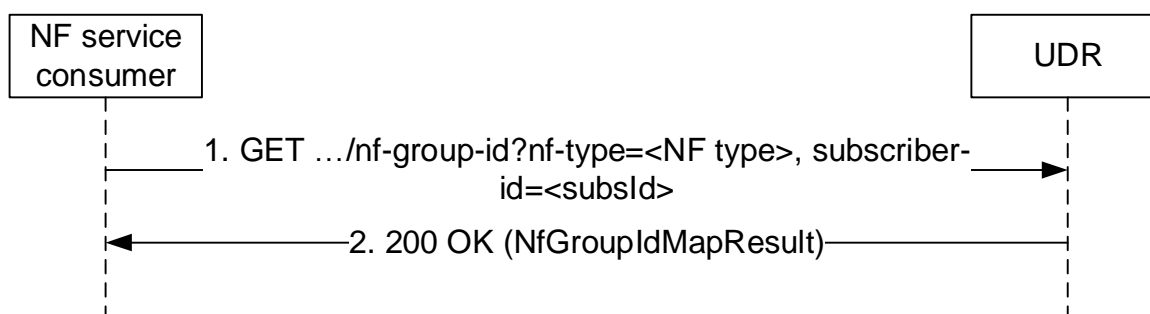 NF service
consumer
UDR
1. GET …/nf-group-id?nf-type=<NF type>, subscriber-
id=<subsId>
2. 200 OK (NfGroupIdMapResult)